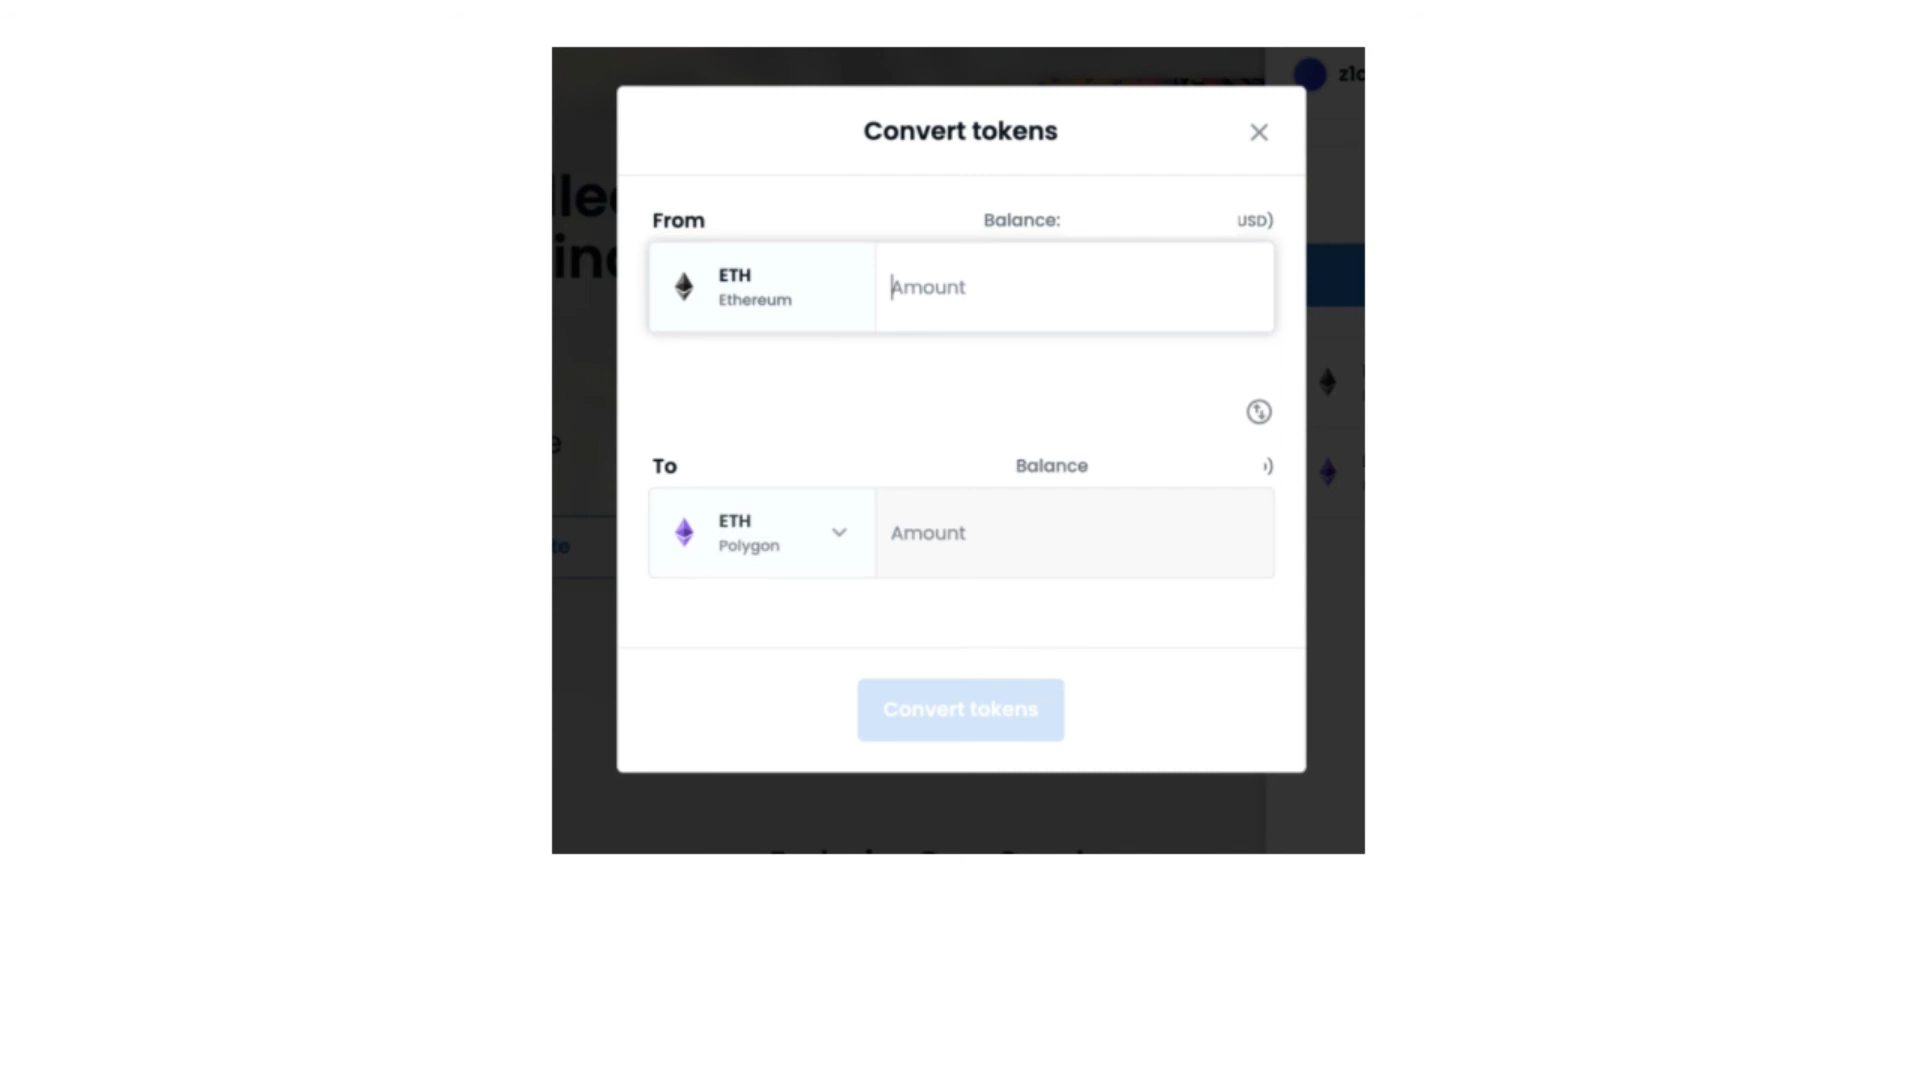 Convert tokens
From Balance: USD)
ETH
Ethereum
Amount
To Balance )
ETH
Polygon
Amount
Convert tokens